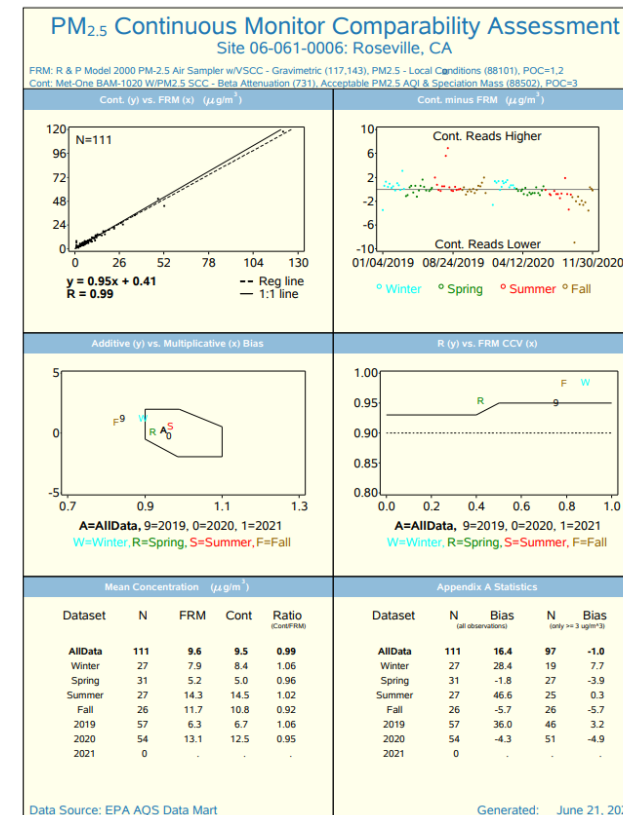 PM2.5 Continuous Monitor Comparability Assessment
Site 06-061-0006: Roseville, CA
FRM: R & P Model 2000 PM-2.5 Air Sampler w/VSCC - Gravimetric (117,143), PM2.5 - Local Conditions (88101), POC=1,2
Cont: Met-One BAM-1020 W/PM2.5 SCC - Beta Attenuation (731), Acceptable PM2.5 AQI & Speciation Mass (88502), POC=3
Cont. (y) vs. FRM (x) (μg/m³)
120
96
72
48
24
0
N=111
0 26 52 78 104 130
y = 0.95x + 0.41
R = 0.99
-- Reg line
— 1:1 line
Cont. minus FRM (μg/m³)
10
6
2
-2
-6
-10
Cont. Reads Higher
Cont. Reads Lower
01/04/2019 08/24/2019 04/12/2020 11/30/2020
Winter Spring Summer Fall
Additive (y) vs. Multiplicative (x) Bias
5
0
-5
F 9 W R A S 0
0.7 0.9 1.1 1.3
A=AllData, 9=2019, 0=2020, 1=2021
W=Winter, R=Spring, S=Summer, F=Fall
R (y) vs. FRM CCV (x)
1.00
0.95
0.90
0.85
0.80
R 9 F W
0.0 0.2 0.4 0.6 0.8 1.0
A=AllData, 9=2019, 0=2020, 1=2021
W=Winter, R=Spring, S=Summer, F=Fall
Mean Concentration (μg/m³)
Dataset N FRM Cont Ratio
(Cont/FRM)
AllData 111 9.6 9.5 0.99
Winter 27 7.9 8.4 1.06
Spring 31 5.2 5.0 0.96
Summer 27 14.3 14.5 1.02
Fall 26 11.7 10.8 0.92
2019 57 6.3 6.7 1.06
2020 54 13.1 12.5 0.95
2021 0 . . .
Appendix A Statistics
Dataset N Bias N Bias
(all observations) (only >= 3 ug/m^3)
AllData 111 16.4 97 -1.0
Winter 27 28.4 19 7.7
Spring 31 -1.8 27 -3.9
Summer 27 46.6 25 0.3
Fall 26 -5.7 26 -5.7
2019 57 36.0 46 3.2
2020 54 -4.3 51 -4.9
2021 0 . . .
Data Source: EPA AQS Data Mart
Generated: June 21, 202